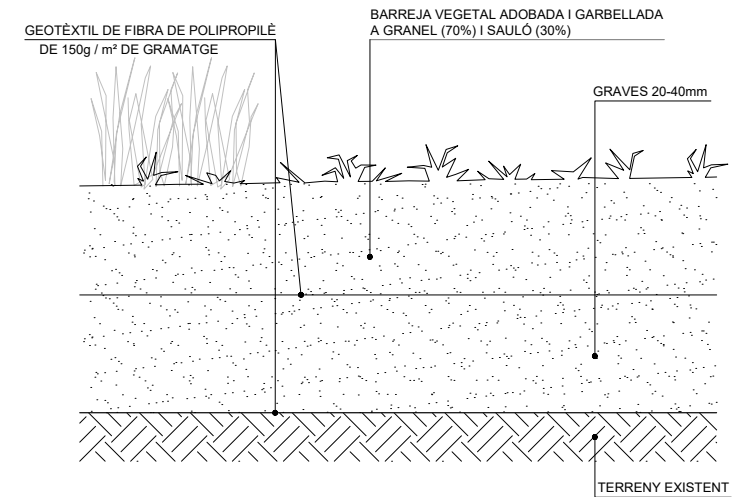 GEOTÈXTIL DE FIBRA DE POLIPROPILÈ
DE 150g / m² DE GRAMATGE
BARREJA VEGETAL ADOBADA I GARBELLADA
A GRANEL (70%) I SAULÓ (30%)
GRAVES 20-40mm
TERRENY EXISTENT